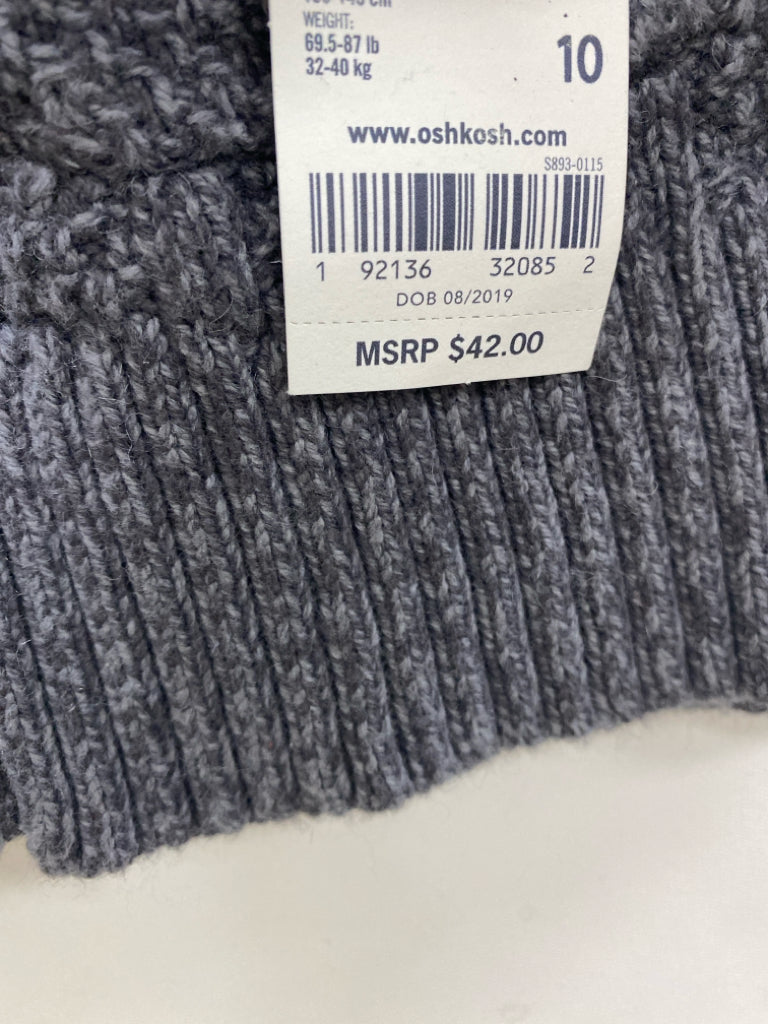 WEIGHT:
69.5-87 lb
32-40 kg
10
www.oshkosh.com
S893-0115
1 92136 32085 2
DOB 08/2019
MSRP $42.00